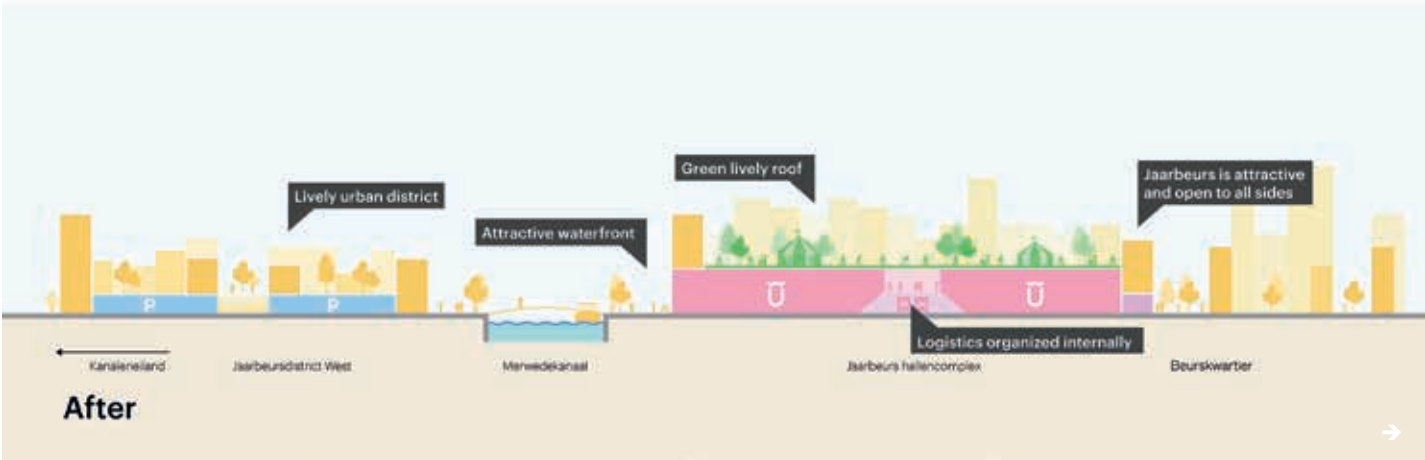 Green lively roof
Jaarbeurs is attractive
and open to all sides
Lively urban district
Attractive waterfront
P
P
Ū
Ū
Logistics organized internally
Kanaleneiland
Jaarbeursdistrict West
Merwedekanaal
Jaarbeurs hallencomplex
Beurskwartier
After